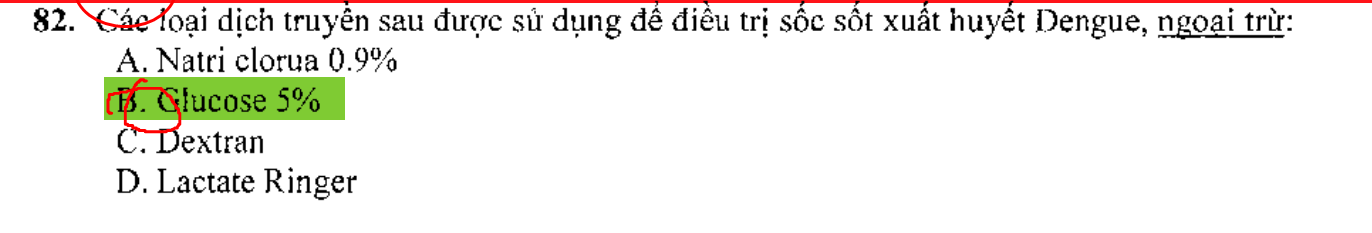 82. Các loại dịch truyền sau được sử dụng để điều trị sốc sốt xuất huyết Dengue, ngoại trừ:
A. Natri clorua 0.9%
B. Glucose 5%
C. Dextran
D. Lactate Ringer